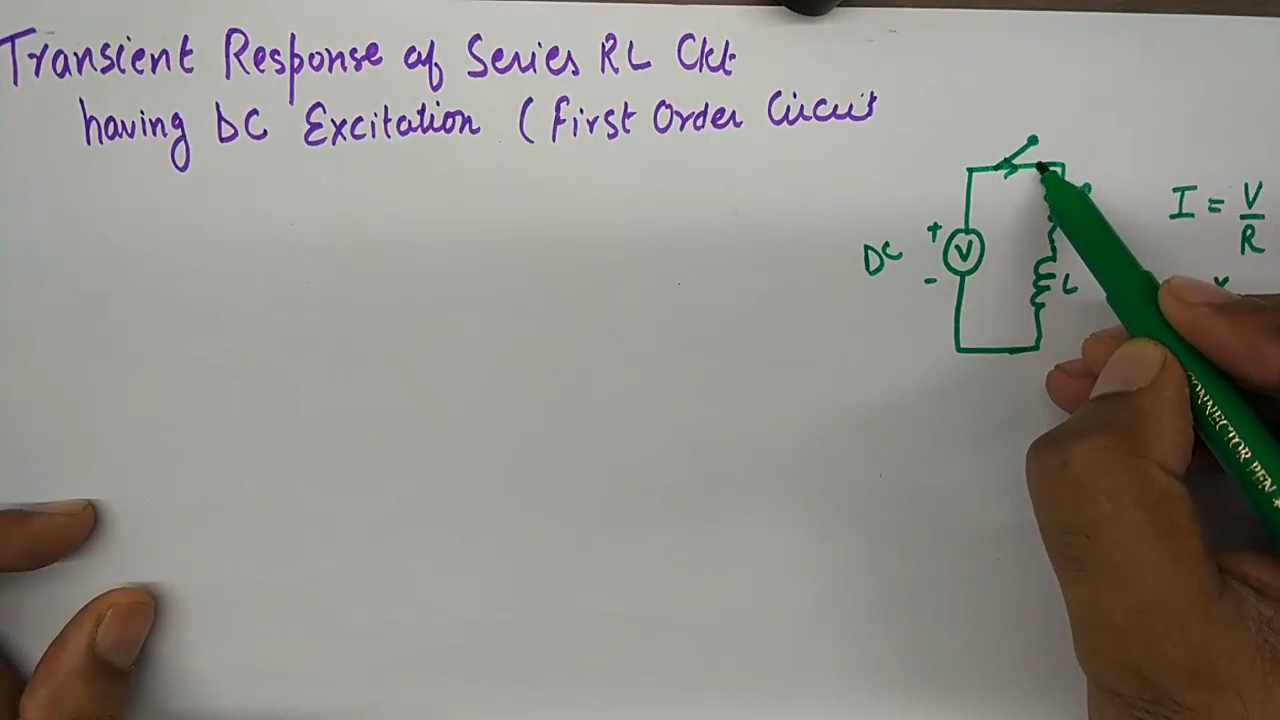 Transient Response of Series RL Ckt
having DC Excitation (First Order Circuit
+
DC
V
-
L
I = V/R
CONNECTOR PEN